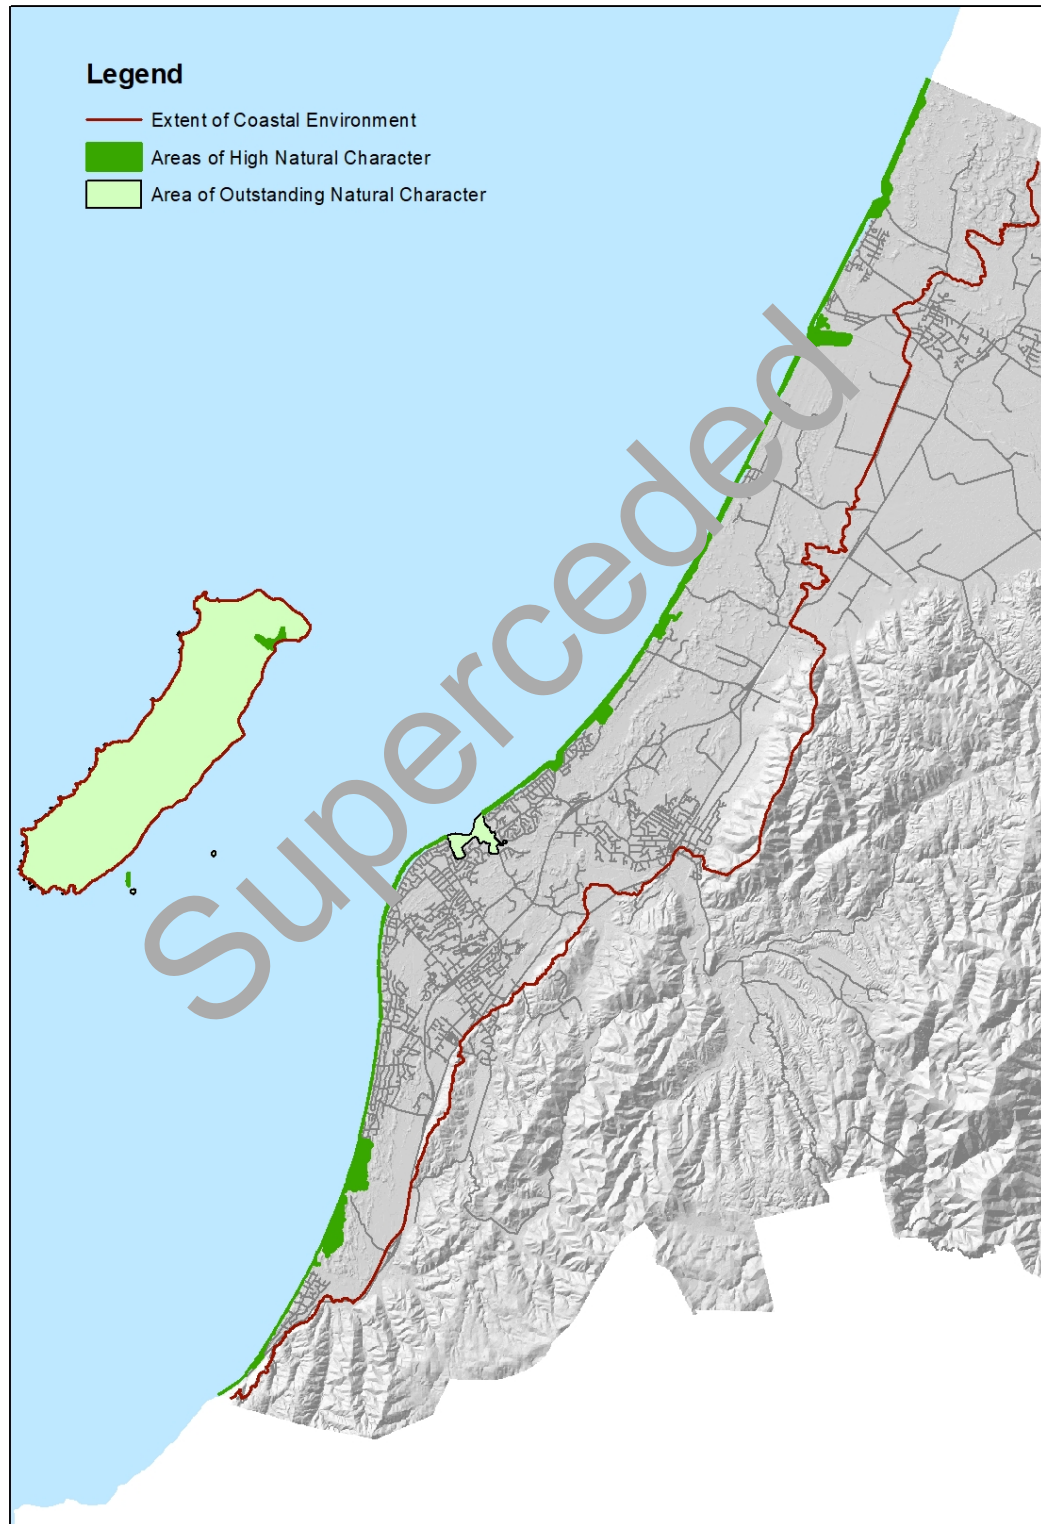 Legend
Extent of Coastal Environment
Areas of High Natural Character
Area of Outstanding Natural Character
Superceded